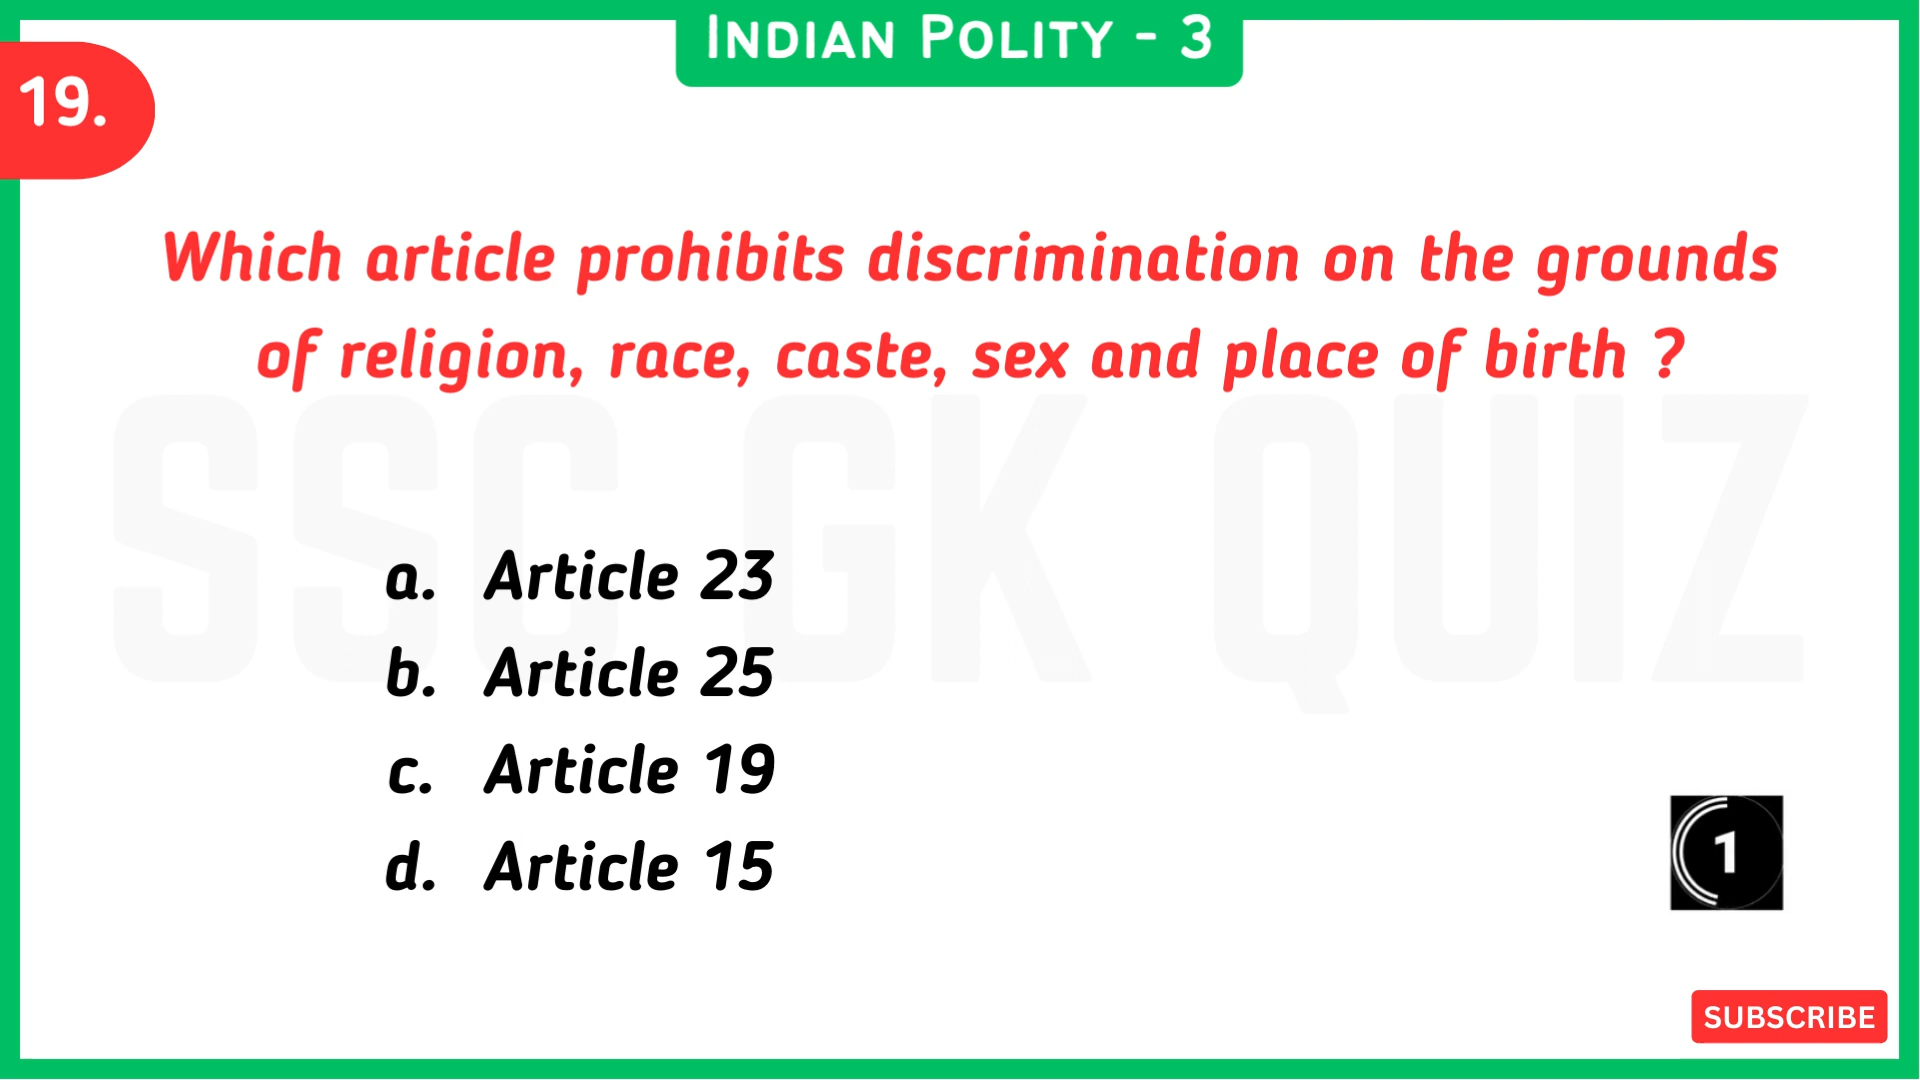 INDIAN POLITY - 3
19.
Which article prohibits discrimination on the grounds
of religion, race, caste, sex and place of birth ?
SSC GK QUIZ
a. Article 23
b. Article 25
c. Article 19
d. Article 15
1
SUBSCRIBE